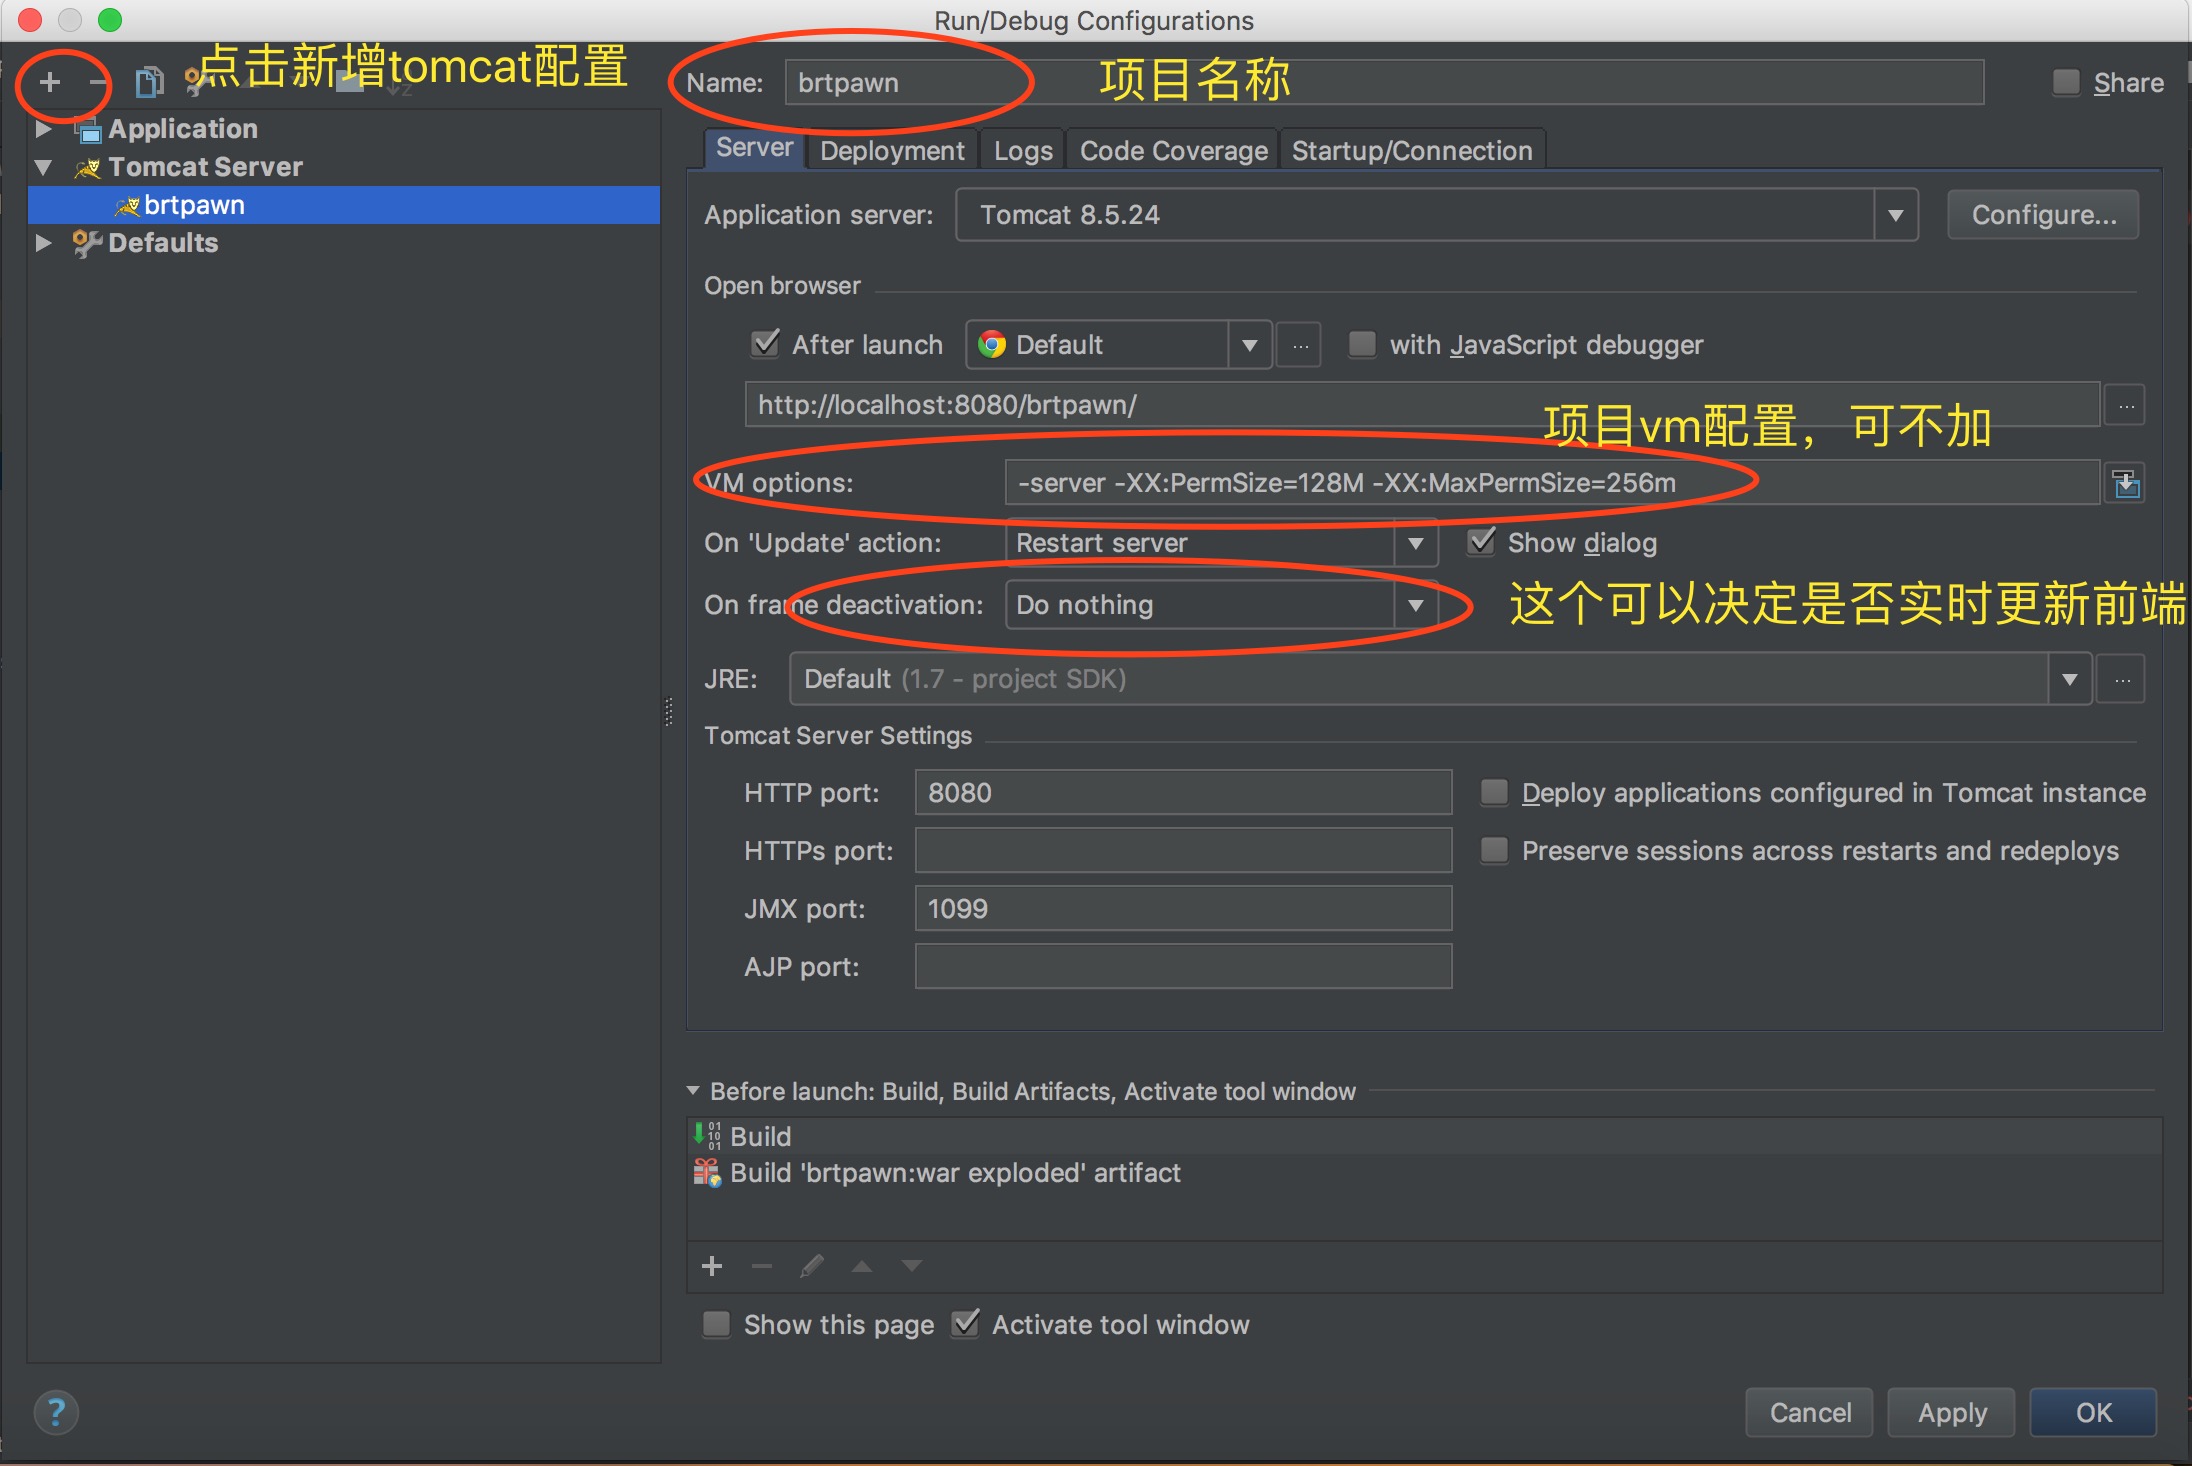 Run/Debug Configurations
点击新增tomcat配置
Name: brtpawn 项目名称 Share
Application
Tomcat Server
brtpawn
Defaults
Server Deployment Logs Code Coverage Startup/Connection
Application server: Tomcat 8.5.24 Configure...
Open browser
After launch Default ... with JavaScript debugger
http://localhost:8080/brtpawn/ ...
项目vm配置，可不加
VM options: -server -XX:PermSize=128M -XX:MaxPermSize=256m
On 'Update' action: Restart server Show dialog
On frame deactivation: Do nothing 这个可以决定是否实时更新前端
JRE: Default (1.7 - project SDK) ...
Tomcat Server Settings
HTTP port: 8080 Deploy applications configured in Tomcat instance
HTTPs port: Preserve sessions across restarts and redeploys
JMX port: 1099
AJP port:
Before launch: Build, Build Artifacts, Activate tool window
Build
Build 'brtpawn:war exploded' artifact
Show this page Activate tool window
? Cancel Apply OK